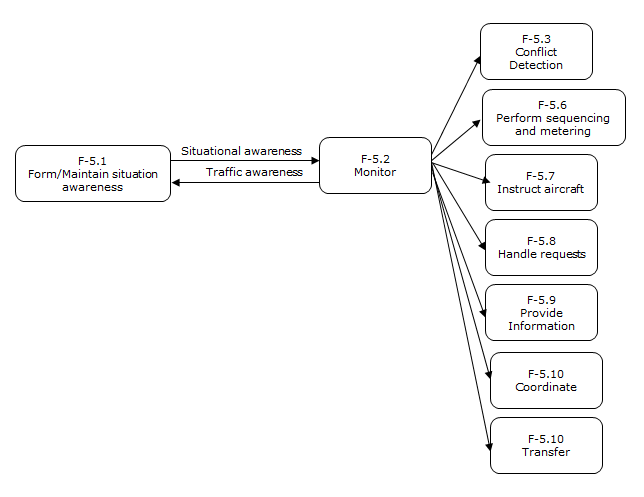 F-5.1
Form/Maintain situation
awareness
Situational awareness
Traffic awareness
F-5.2
Monitor
F-5.3
Conflict
Detection
F-5.6
Perform sequencing
and metering
F-5.7
Instruct aircraft
F-5.8
Handle requests
F-5.9
Provide
Information
F-5.10
Coordinate
F-5.10
Transfer